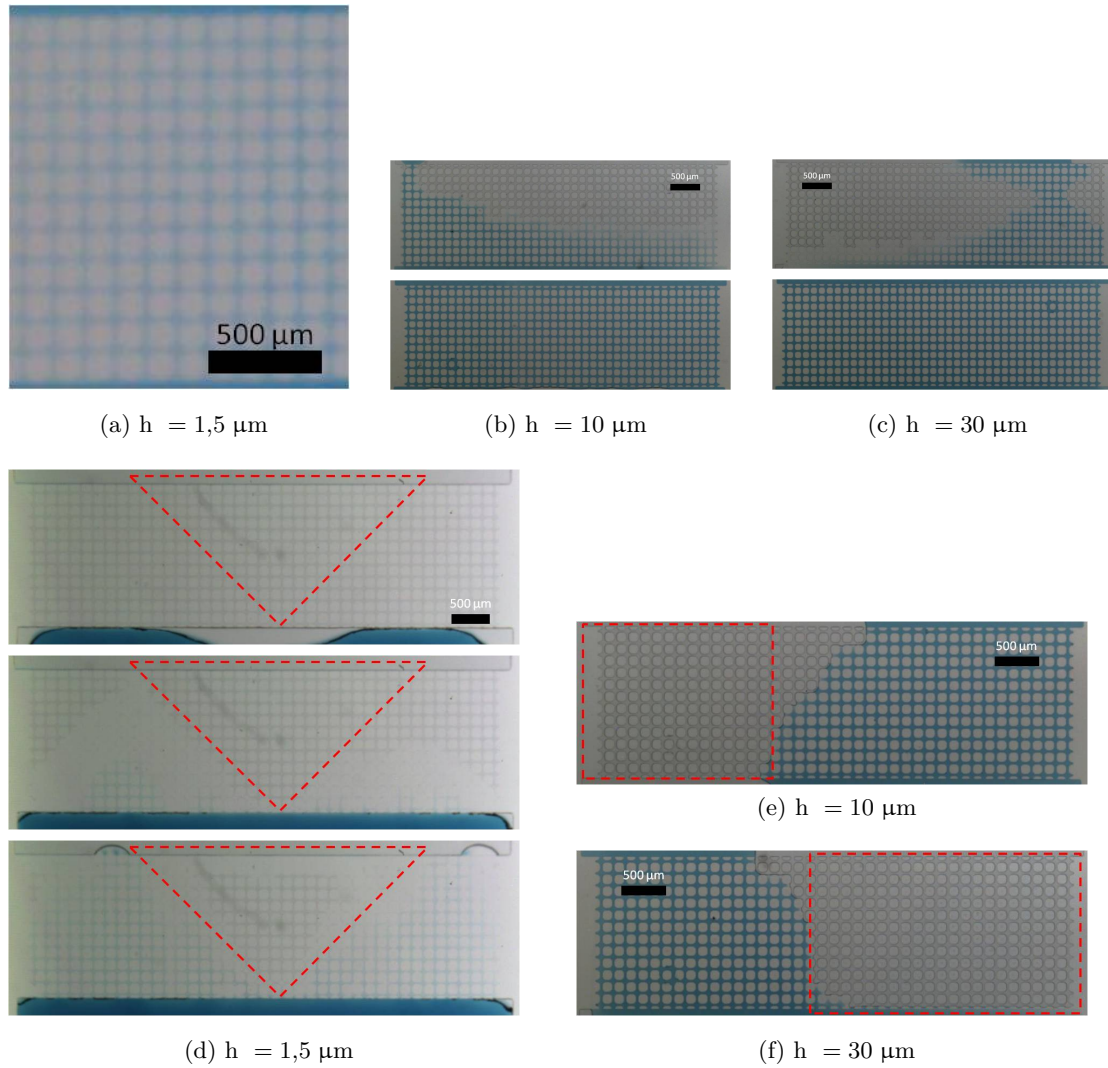 500 µm
500 µm
500 µm
(a) h = 1,5 µm
(b) h = 10 µm
(c) h = 30 µm
500 µm
500 µm
(e) h = 10 µm
500 µm
(d) h = 1,5 µm
(f) h = 30 µm